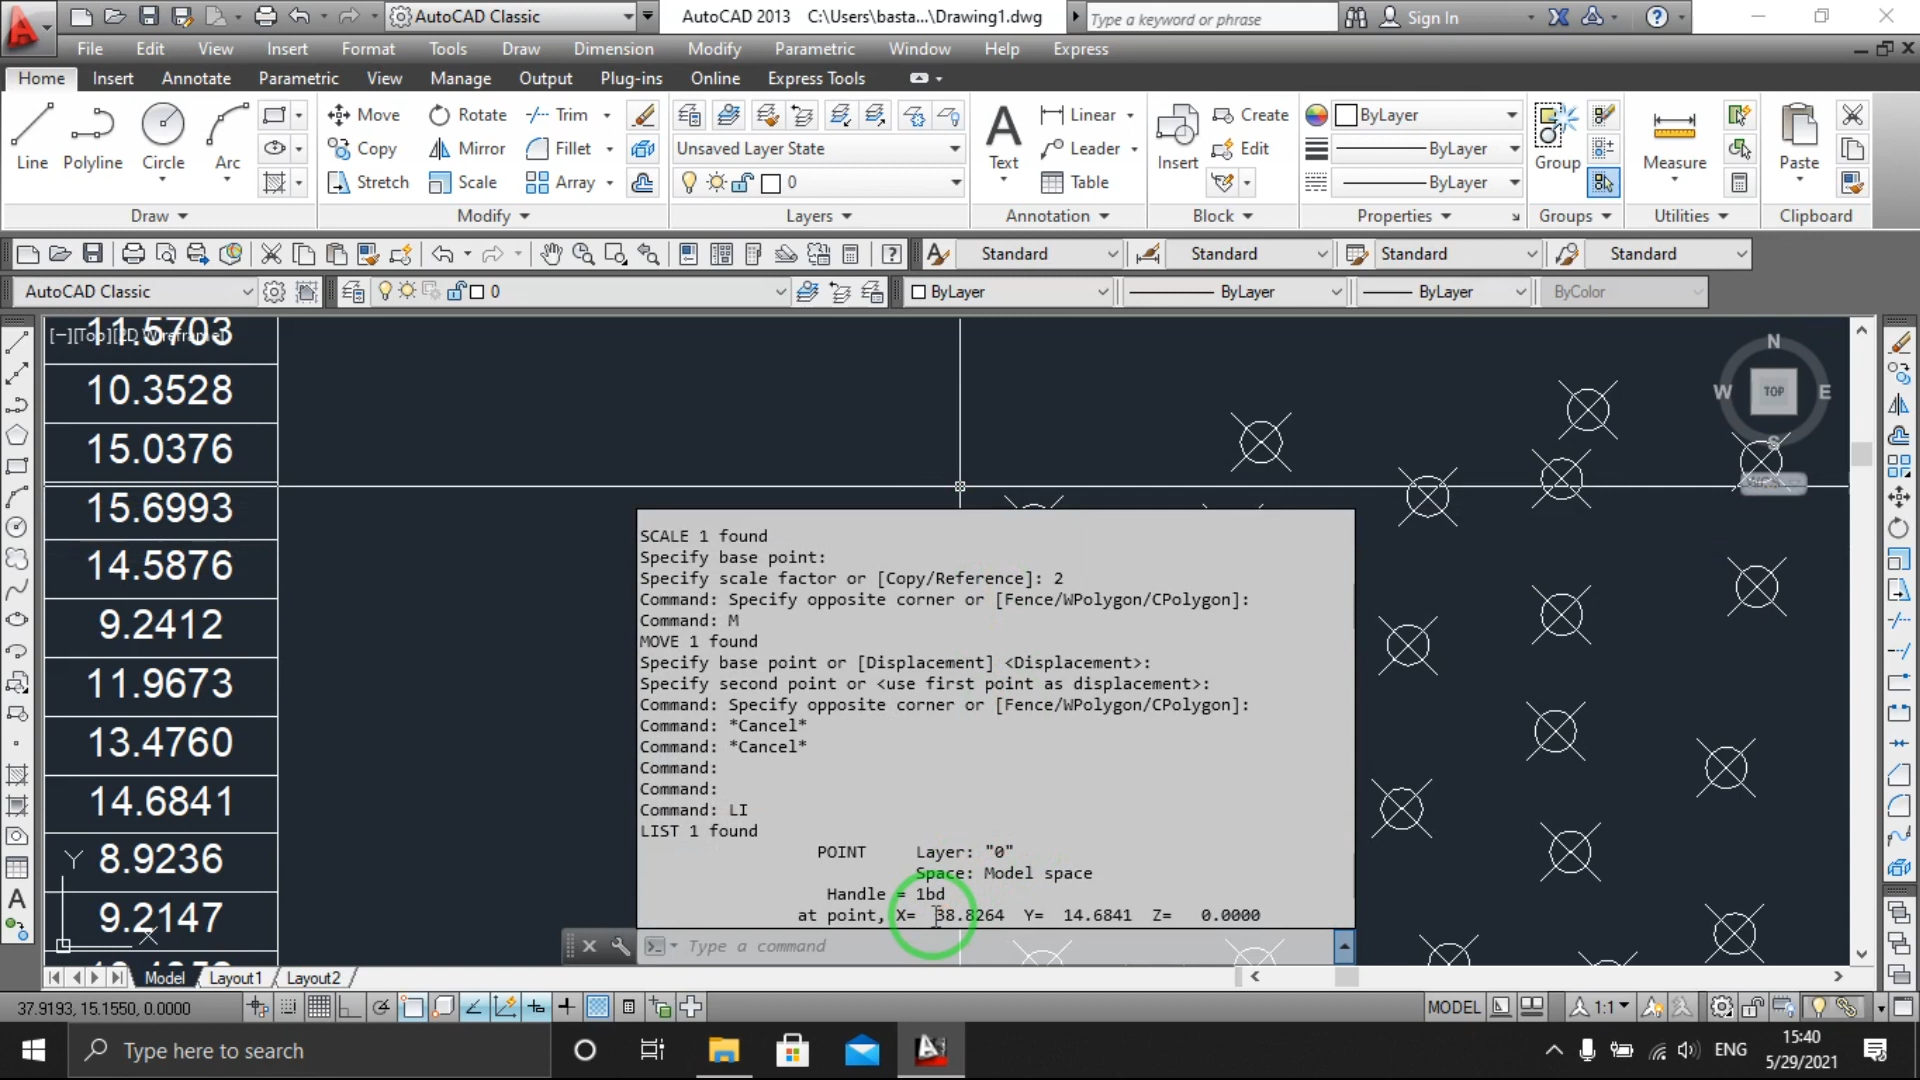 AutoCAD Classic
AutoCAD 2013 C:\Users\basta...\Drawing1.dwg
Type a keyword or phrase
Sign In
File Edit View Insert Format Tools Draw Dimension Modify Parametric Window Help Express
Home Insert Annotate Parametric View Manage Output Plug-ins Online Express Tools
Line Polyline Circle Arc
Move Rotate Trim
Copy Mirror Fillet
Stretch Scale Array
Unsaved Layer State
0
Text
Linear
Leader
Table
Insert
Create
Edit
ByLayer
ByLayer
ByLayer
Group
Measure
Paste
Draw Modify Layers Annotation Block Properties Groups Utilities Clipboard
Standard Standard Standard Standard
AutoCAD Classic 0 ByLayer ByLayer ByLayer ByColor
[−][Top][2D Wireframe]
11.5703
10.3528
15.0376
15.6993
14.5876
9.2412
11.9673
13.4760
14.6841
8.9236
9.2147
Y
X
N
W TOP E
S
SCALE 1 found
Specify base point:
Specify scale factor or [Copy/Reference]: 2
Command: Specify opposite corner or [Fence/WPolygon/CPolygon]:
Command: M
MOVE 1 found
Specify base point or [Displacement] <Displacement>:
Specify second point or <use first point as displacement>:
Command: Specify opposite corner or [Fence/WPolygon/CPolygon]:
Command: *Cancel*
Command: *Cancel*
Command:
Command:
Command: LI
LIST 1 found
POINT Layer: "0"
Space: Model space
Handle = 1bd
at point, X= 38.8264 Y= 14.6841 Z= 0.0000
Type a command
Model Layout1 Layout2
37.9193, 15.1550, 0.0000
MODEL 1:1
Type here to search
ENG
15:40
5/29/2021